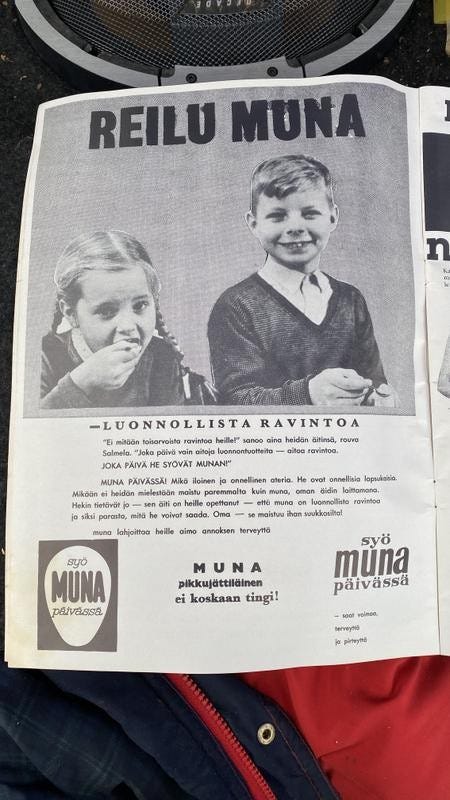 DECADE
REILU MUNA
—LUONNOLLISTA RAVINTOA
"Ei mitään toisarvoista ravintoa heille!" sanoo aina heidän äitinsä, rouva
Salmela. "Joka päivä vain aitoja luonnontuotteita — aitoa ravintoa.
JOKA PÄIVÄ HE SYÖVÄT MUNAN!"
MUNA PÄIVÄSSÄ! Mikä iloinen ja onnellinen ateria. He ovat onnellisia lapsukaisia.
Mikään ei heidän mielestään maistu paremmalta kuin muna, oman äidin laittamana.
Hekin tietävät jo — sen äiti on heille opettanut — että muna on luonnollista ravintoa
ja siksi parasta, mitä he voivat saada. Oma — se maistuu ihan suukkosilta!
muna lahjoittaa heille aimo annoksen terveyttä
syö
MUNA
päivässä
MUNA
pikkujättiläinen
ei koskaan tingi!
syö
muna
päivässä
— saat voimaa,
terveyttä
ja pirteyttä
n